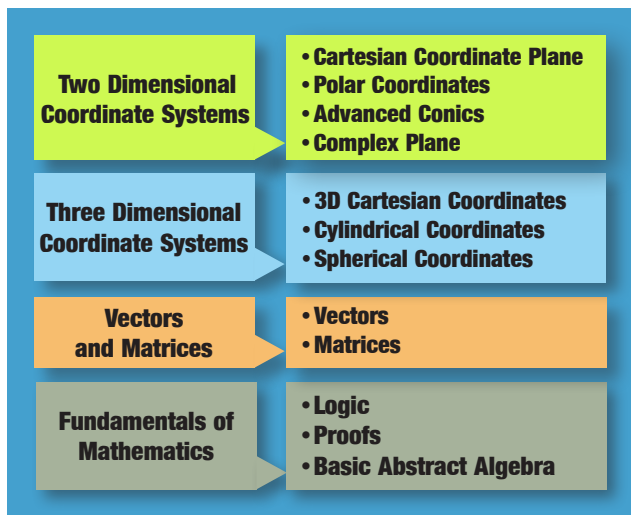 Two Dimensional
Coordinate Systems
• Cartesian Coordinate Plane
• Polar Coordinates
• Advanced Conics
• Complex Plane
Three Dimensional
Coordinate Systems
• 3D Cartesian Coordinates
• Cylindrical Coordinates
• Spherical Coordinates
Vectors
and Matrices
• Vectors
• Matrices
Fundamentals of
Mathematics
• Logic
• Proofs
• Basic Abstract Algebra